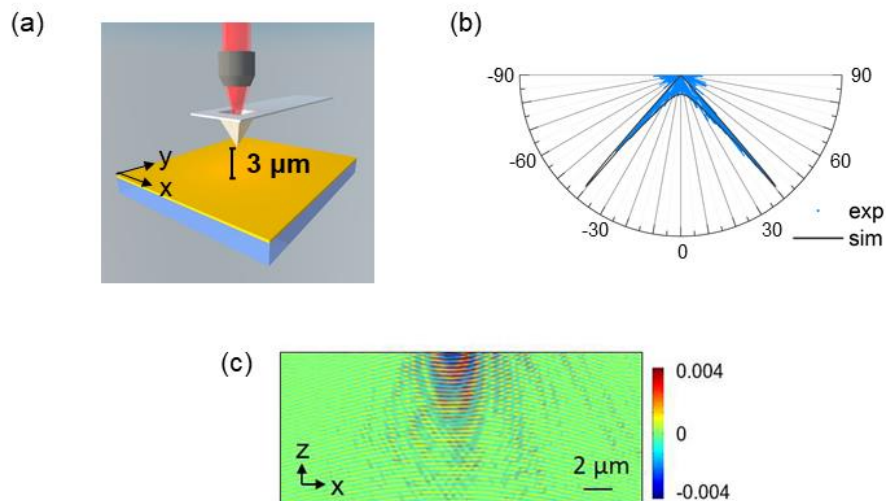 (a)
y
x
3 μm
(b)
-90
90
-60
60
-30
30
0
exp
sim
(c)
z
x
2 μm
0.004
0
-0.004